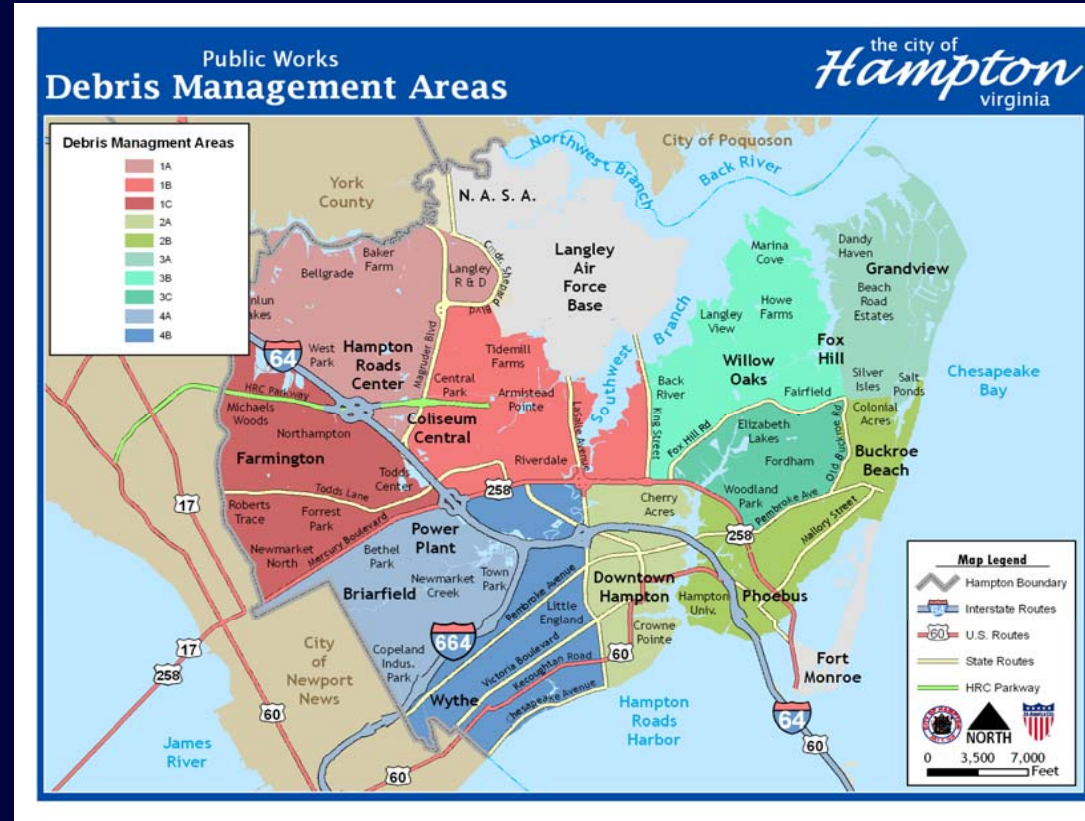 Public Works
Debris Management Areas
the city of
Hampton
virginia
Debris Managment Areas
1A
1B
1C
2A
2B
3A
3B
3C
4A
4B
City of Poquoson
Northwest Branch
Back River
York
County
N. A. S. A.
Baker
Farm
Bellgrade
Langley
R & D
Cmdr. Shepard
Blvd
Langley
Air
Force
Base
Marina
Cove
Dandy
Haven
Grandview
Beach
Road
Estates
Howe
Farms
Langley
View
Fox
Hill
Willow
Oaks
Southwest Branch
64
West
Park
Hampton
Roads
Center
Magruder Blvd
Tidemill
Farms
Central
Park
Armistead
Pointe
HRC Parkway
Michaels
Woods
Northampton
Coliseum
Central
LaSalle Avenue
Back
River
King Street
Fox Hill Rd
Fairfield
Silver
Isles
Salt
Ponds
Chesapeake
Bay
Colonial
Acres
Old Buckroe Rd
Elizabeth
Lakes
Fordham
Buckroe
Beach
Farmington
Todds
Center
Riverdale
258
Todds Lane
Woodland
Park
Pembroke Ave
Mallory Street
17
Roberts
Trace
Forrest
Park
Cherry
Acres
258
Newmarket
North
Mercury Boulevard
Power
Plant
Bethel
Park
Newmarket
Creek
Town
Park
Pembroke Avenue
Downtown
Hampton
Hampton
Univ.
Phoebus
Briarfield
Little
England
Crowne
Pointe
664
Victoria Boulevard
Kecoughtan Road
60
Copeland
Indus.
Park
Wythe
Chesapeake Avenue
City
of
Newport
News
17
258
60
James
River
60
Hampton
Roads
Harbor
Fort
Monroe
64
60
Map Legend
Hampton Boundary
64 Interstate Routes
60 U.S. Routes
State Routes
HRC Parkway
NORTH
0 3,500 7,000
Feet